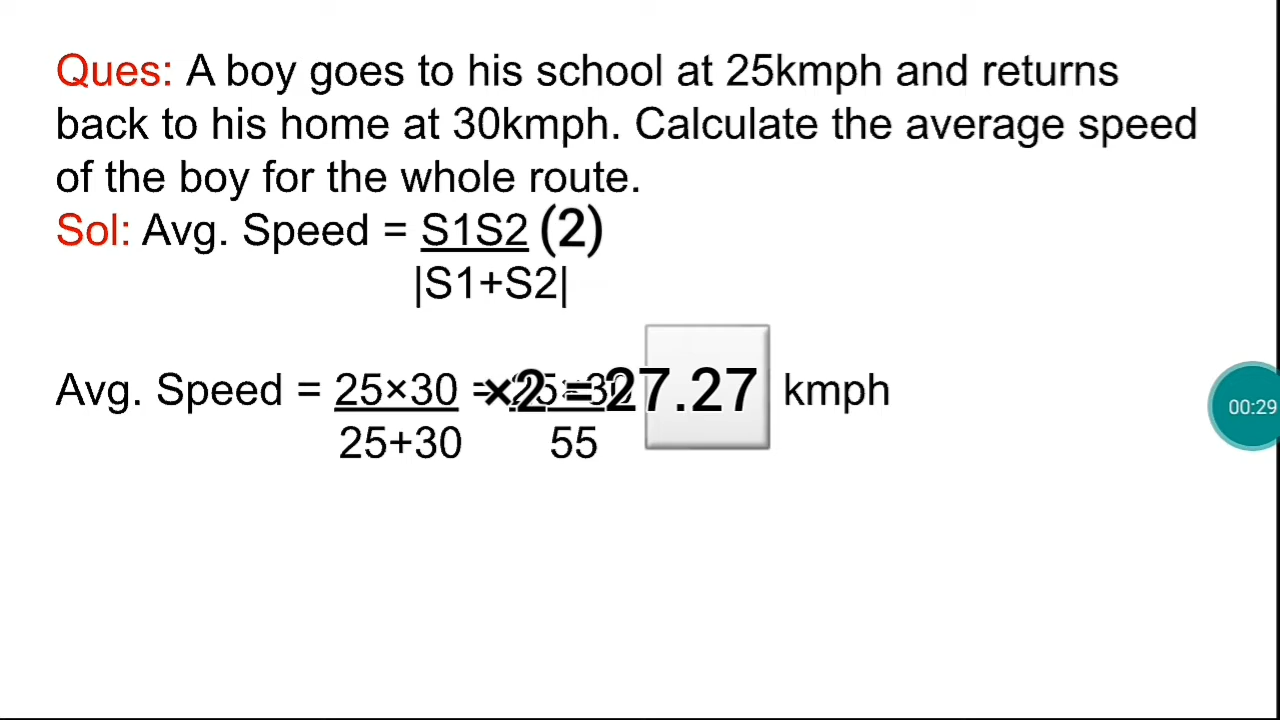 Ques: A boy goes to his school at 25kmph and returns
back to his home at 30kmph. Calculate the average speed
of the boy for the whole route.
Sol: Avg. Speed = S1S2 (2)
|S1+S2|
Avg. Speed = 25×30 = 25×30 ×2 = 27.27 kmph
25+30 55
00:29